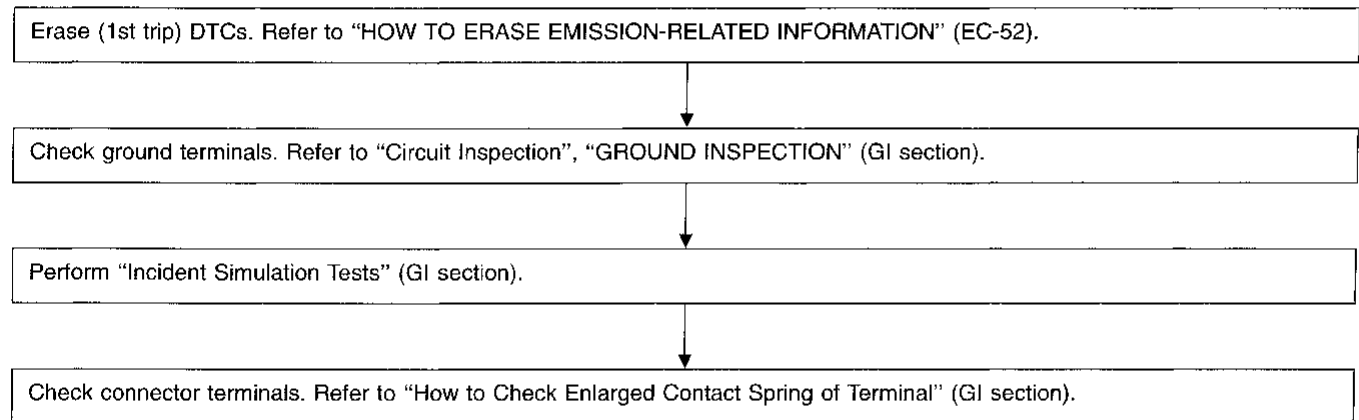 Erase (1st trip) DTCs. Refer to “HOW TO ERASE EMISSION-RELATED INFORMATION” (EC-52).
Check ground terminals. Refer to “Circuit Inspection”, “GROUND INSPECTION” (GI section).
Perform “Incident Simulation Tests” (GI section).
Check connector terminals. Refer to “How to Check Enlarged Contact Spring of Terminal” (GI section).